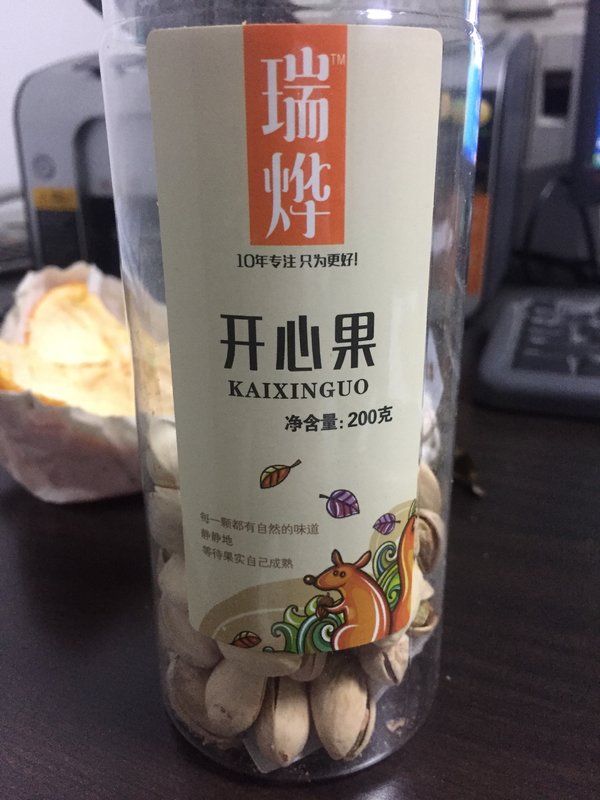 瑞烨™
10年专注 只为更好!
开心果
KAIXINGUO
净含量: 200克
每一颗都有自然的味道
静静地
等待果实自己成熟